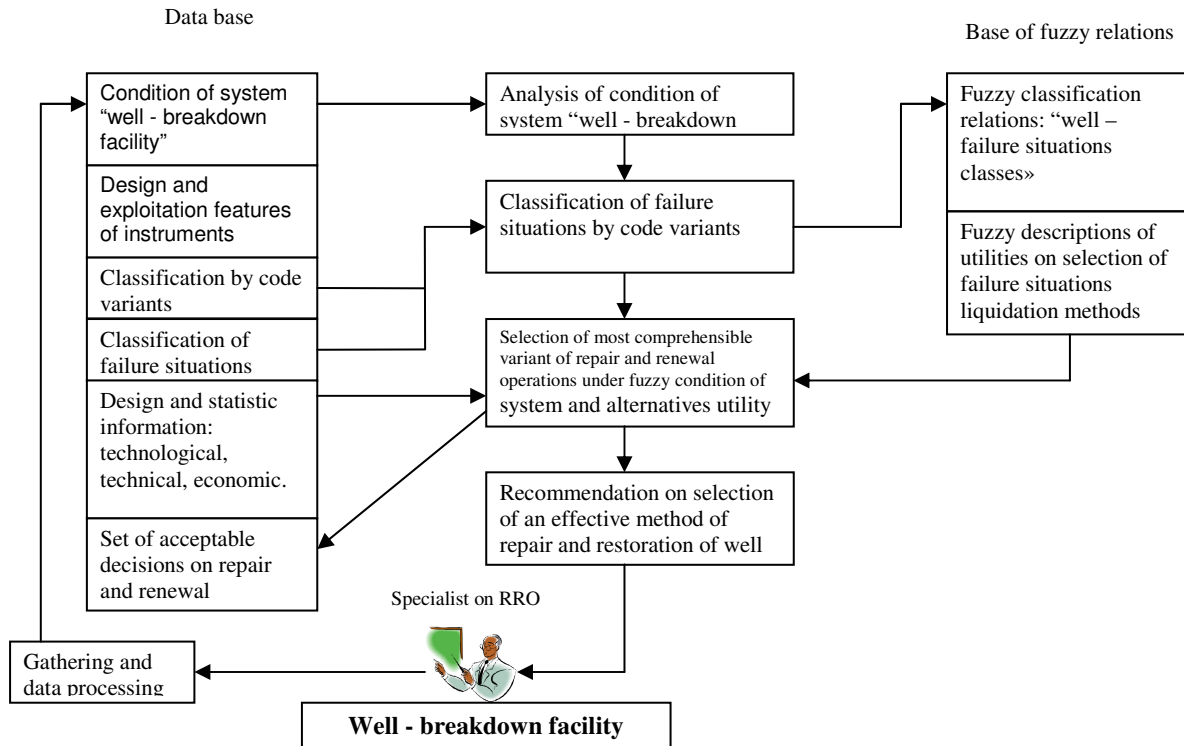 Data base
Base of fuzzy relations
Condition of system
“well - breakdown
facility”
Design and
exploitation features
of instruments
Classification by code
variants
Classification of
failure situations
Design and statistic
information:
technological,
technical, economic.
Set of acceptable
decisions on repair
and renewal
Gathering and
data processing
Analysis of condition of
system “well - breakdown
Classification of failure
situations by code variants
Selection of most comprehensible
variant of repair and renewal
operations under fuzzy condition of
system and alternatives utility
Recommendation on selection
of an effective method of
repair and restoration of well
Specialist on RRO
Well - breakdown facility
Fuzzy classification
relations: “well –
failure situations
classes»
Fuzzy descriptions of
utilities on selection of
failure situations
liquidation methods